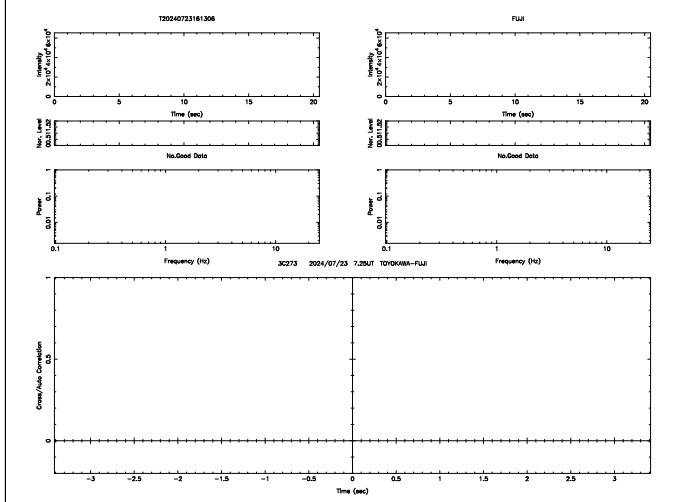 T20240723161306 FUJI
Intensity
0 2×10⁴ 4×10⁴ 6×10⁴
0 5 10 15 20
Time (sec)
Intensity
0 2×10⁴ 4×10⁴ 6×10⁴
0 5 10 15 20
Time (sec)
Nor. Level
00.511.52
Nor. Level
00.511.52
No.Good Data No.Good Data
Power
0.01 0.1 1
0.1 1 10
Frequency (Hz)
Power
0.01 0.1 1
0.1 1 10
Frequency (Hz)
3C273 2024/07/23 7.25UT TOYOKAWA-FUJI
Cross/Auto Correlation
0 0.5 1
-3 -2.5 -2 -1.5 -1 -0.5 0 0.5 1 1.5 2 2.5 3
Time (sec)